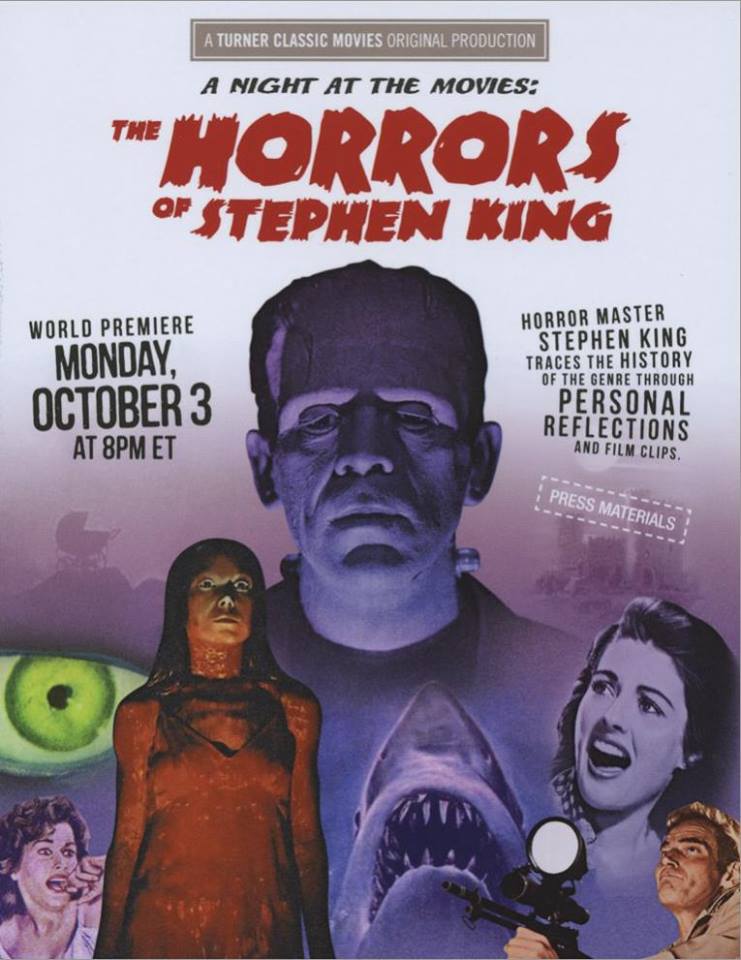 A TURNER CLASSIC MOVIES ORIGINAL PRODUCTION
A NIGHT AT THE MOVIES:
THE HORRORS
OF STEPHEN KING
WORLD PREMIERE
MONDAY,
OCTOBER 3
AT 8PM ET
HORROR MASTER
STEPHEN KING
TRACES THE HISTORY
OF THE GENRE THROUGH
PERSONAL
REFLECTIONS
AND FILM CLIPS.
PRESS MATERIALS